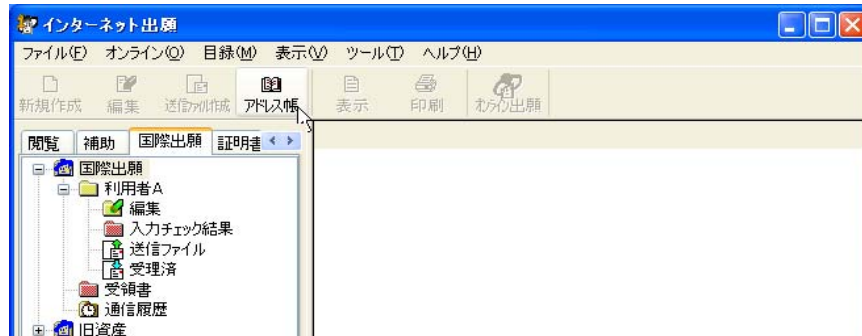 インターネット出願
ファイル(F) オンライン(O) 目録(M) 表示(V) ツール(T) ヘルプ(H)
新規作成 編集 送信ファイル作成 アドレス帳 表示 印刷 オンライン出願
閲覧 補助 国際出願 証明書
国際出願
利用者A
編集
入力チェック結果
送信ファイル
受理済
受領書
通信履歴
旧資産